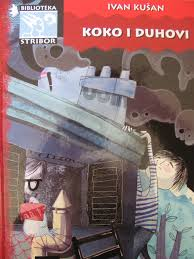 BIBLIOTEKA
STRIBOR
IVAN KUŠAN
KOKO I DUHOVI